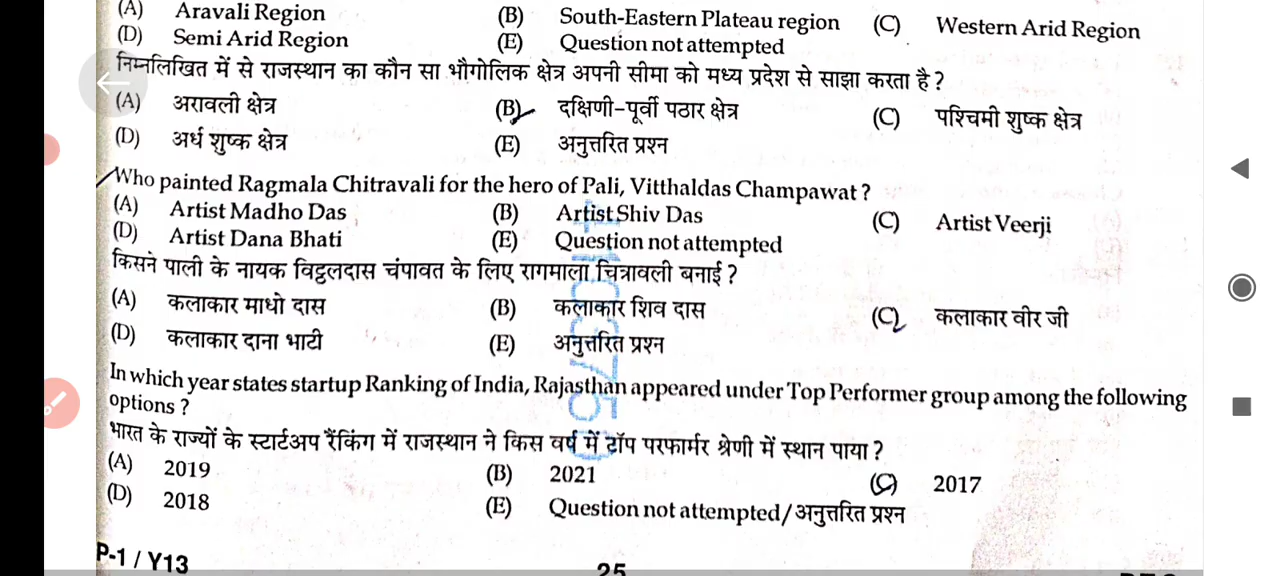 (A) Aravali Region (B) South-Eastern Plateau region (C) Western Arid Region
(D) Semi Arid Region (E) Question not attempted
निम्नलिखित में से राजस्थान का कौन सा भौगोलिक क्षेत्र अपनी सीमा को मध्य प्रदेश से साझा करता है ?
(A) अरावली क्षेत्र (B) दक्षिणी-पूर्वी पठार क्षेत्र (C) पश्चिमी शुष्क क्षेत्र
(D) अर्ध शुष्क क्षेत्र (E) अनुत्तरित प्रश्न
Who painted Ragmala Chitravali for the hero of Pali, Vitthaldas Champawat ?
(A) Artist Madho Das (B) Artist Shiv Das (C) Artist Veerji
(D) Artist Dana Bhati (E) Question not attempted
किसने पाली के नायक विट्ठलदास चंपावत के लिए रागमाला चित्रावली बनाई ?
(A) कलाकार माधो दास (B) कलाकार शिव दास (C) कलाकार वीर जी
(D) कलाकार दाना भाटी (E) अनुत्तरित प्रश्न
In which year states startup Ranking of India, Rajasthan appeared under Top Performer group among the following
options ?
भारत के राज्यों के स्टार्टअप रैंकिंग में राजस्थान ने किस वर्ष में टॉप परफार्मर श्रेणी में स्थान पाया ?
(A) 2019 (B) 2021 (C) 2017
(D) 2018 (E) Question not attempted/अनुत्तरित प्रश्न
P-1 / Y13 25